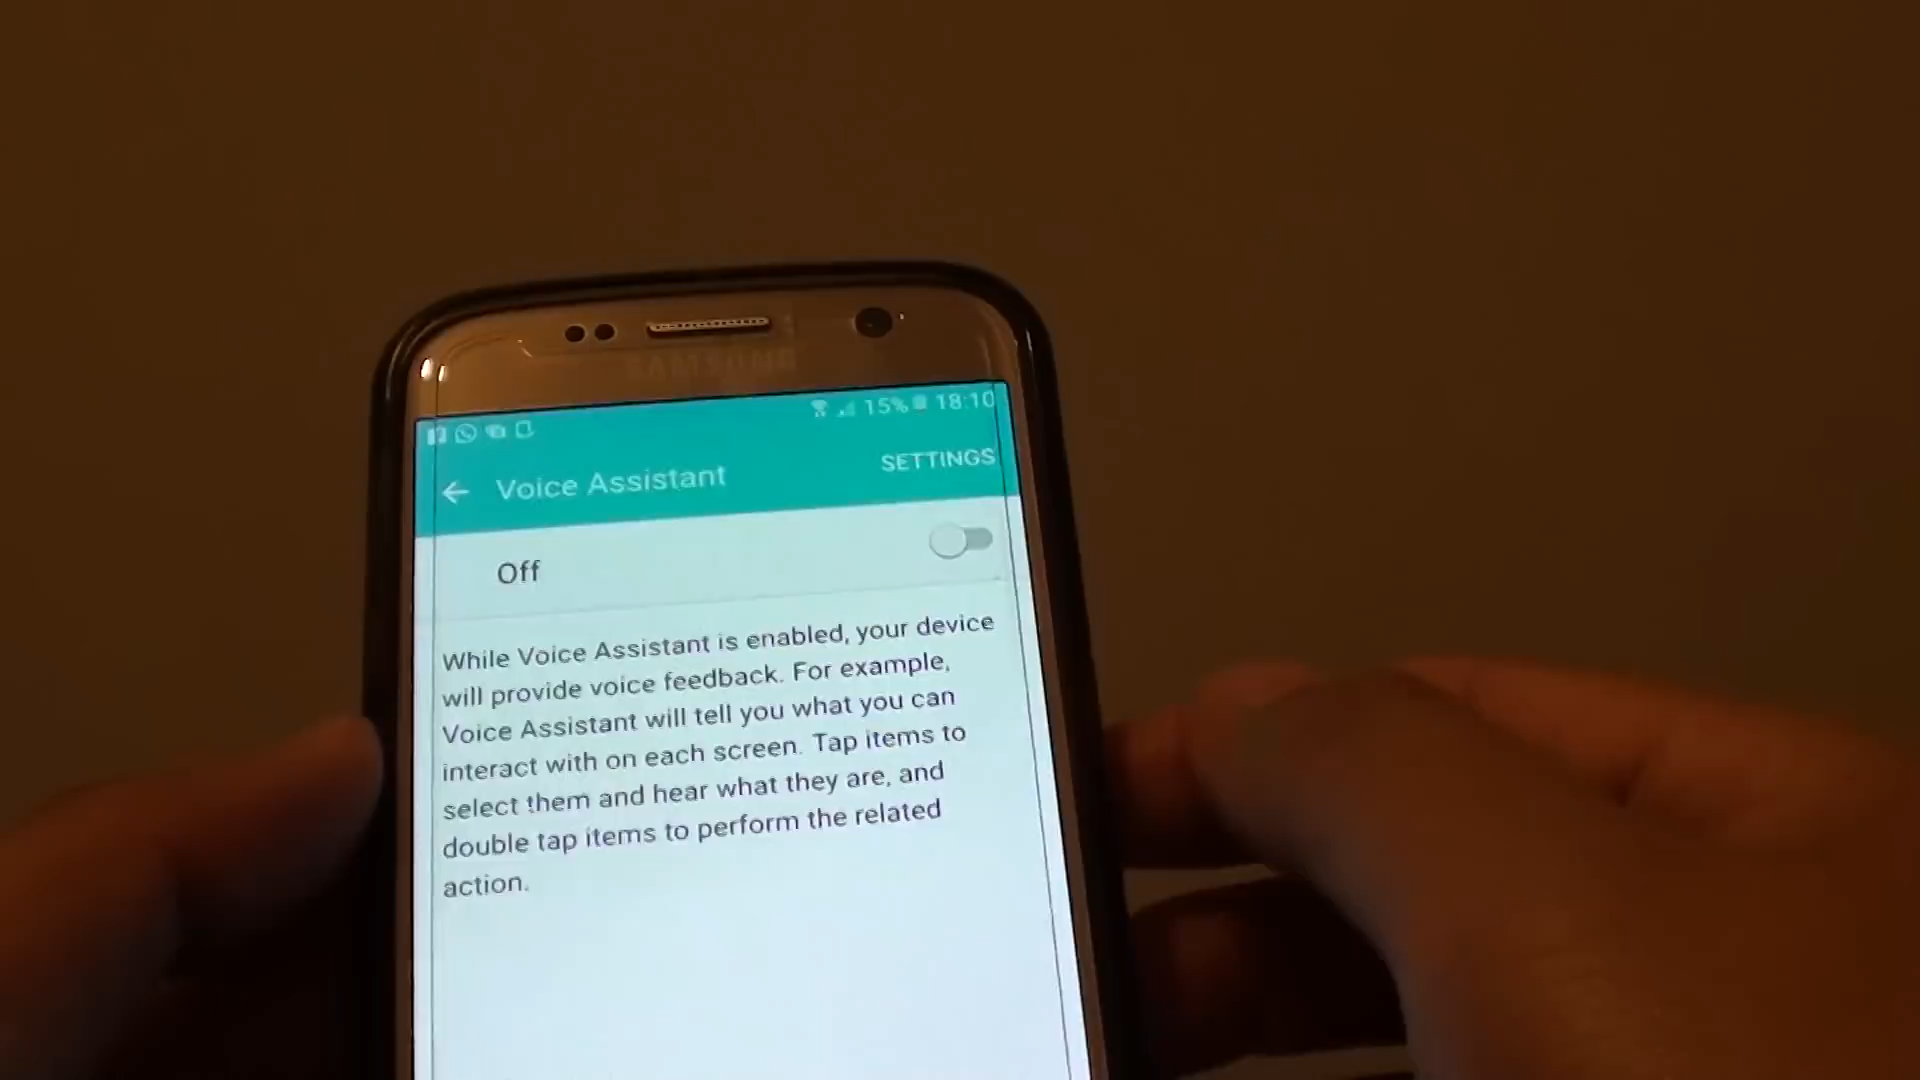 SAMSUNG
15% 18:10
Voice Assistant
SETTINGS
Off
While Voice Assistant is enabled, your device
will provide voice feedback. For example,
Voice Assistant will tell you what you can
interact with on each screen. Tap items to
select them and hear what they are, and
double tap items to perform the related
action.